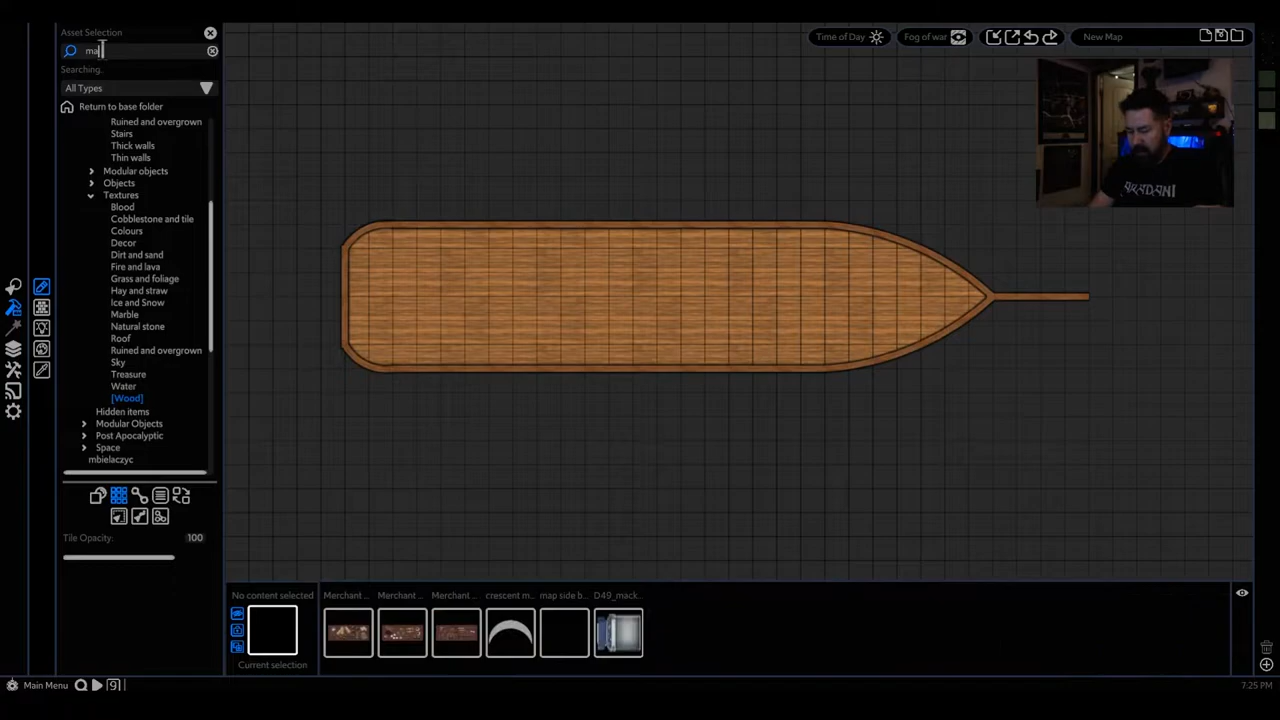 Asset Selection
ma
Searching..
All Types
Return to base folder
Ruined and overgrown
Stairs
Thick walls
Thin walls
Modular objects
Objects
Textures
Blood
Cobblestone and tile
Colours
Decor
Dirt and sand
Fire and lava
Grass and foliage
Hay and straw
Ice and Snow
Marble
Natural stone
Roof
Ruined and overgrown
Sky
Treasure
Water
[Wood]
Hidden items
Modular Objects
Post Apocalyptic
Space
mbielaczyc
Tile Opacity: 100
Time of Day
Fog of war
New Map
No content selected
Current selection
Merchant ...
Merchant ...
Merchant ...
crescent m...
map side b...
D49_mack...
Main Menu
7:25 PM